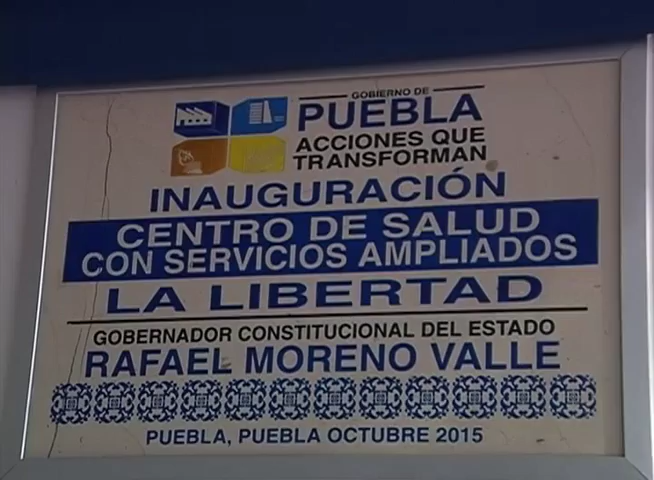 GOBIERNO DE
PUEBLA
ACCIONES QUE
TRANSFORMAN
INAUGURACIÓN
CENTRO DE SALUD
CON SERVICIOS AMPLIADOS
LA LIBERTAD
GOBERNADOR CONSTITUCIONAL DEL ESTADO
RAFAEL MORENO VALLE
PUEBLA, PUEBLA OCTUBRE 2015